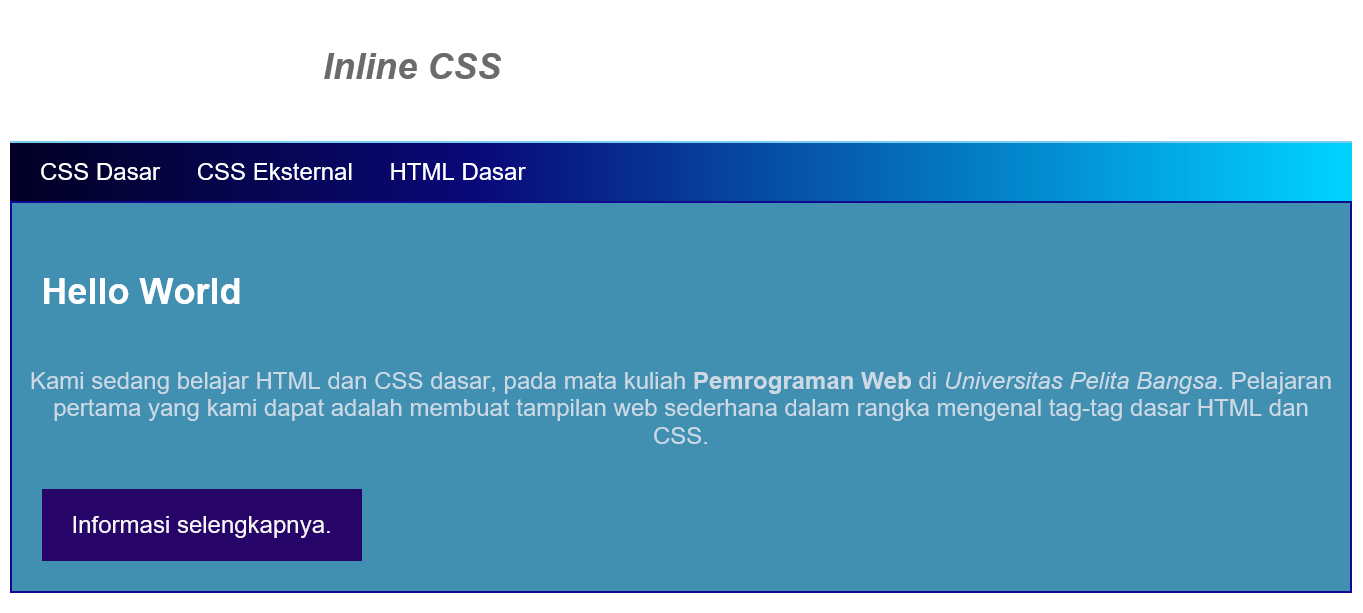 Inline CSS
CSS Dasar CSS Eksternal HTML Dasar
Hello World
Kami sedang belajar HTML dan CSS dasar, pada mata kuliah Pemrograman Web di Universitas Pelita Bangsa. Pelajaran
pertama yang kami dapat adalah membuat tampilan web sederhana dalam rangka mengenal tag-tag dasar HTML dan
CSS.
Informasi selengkapnya.